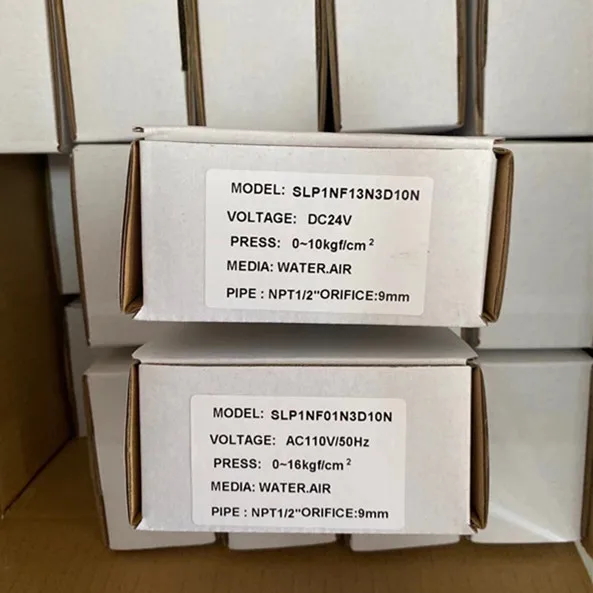 MODEL: SLP1NF13N3D10N
VOLTAGE: DC24V
PRESS: 0~10kgf/cm²
MEDIA: WATER.AIR
PIPE : NPT1/2"ORIFICE:9mm
MODEL: SLP1NF01N3D10N
VOLTAGE: AC110V/50Hz
PRESS: 0~16kgf/cm²
MEDIA: WATER.AIR
PIPE : NPT1/2"ORIFICE:9mm